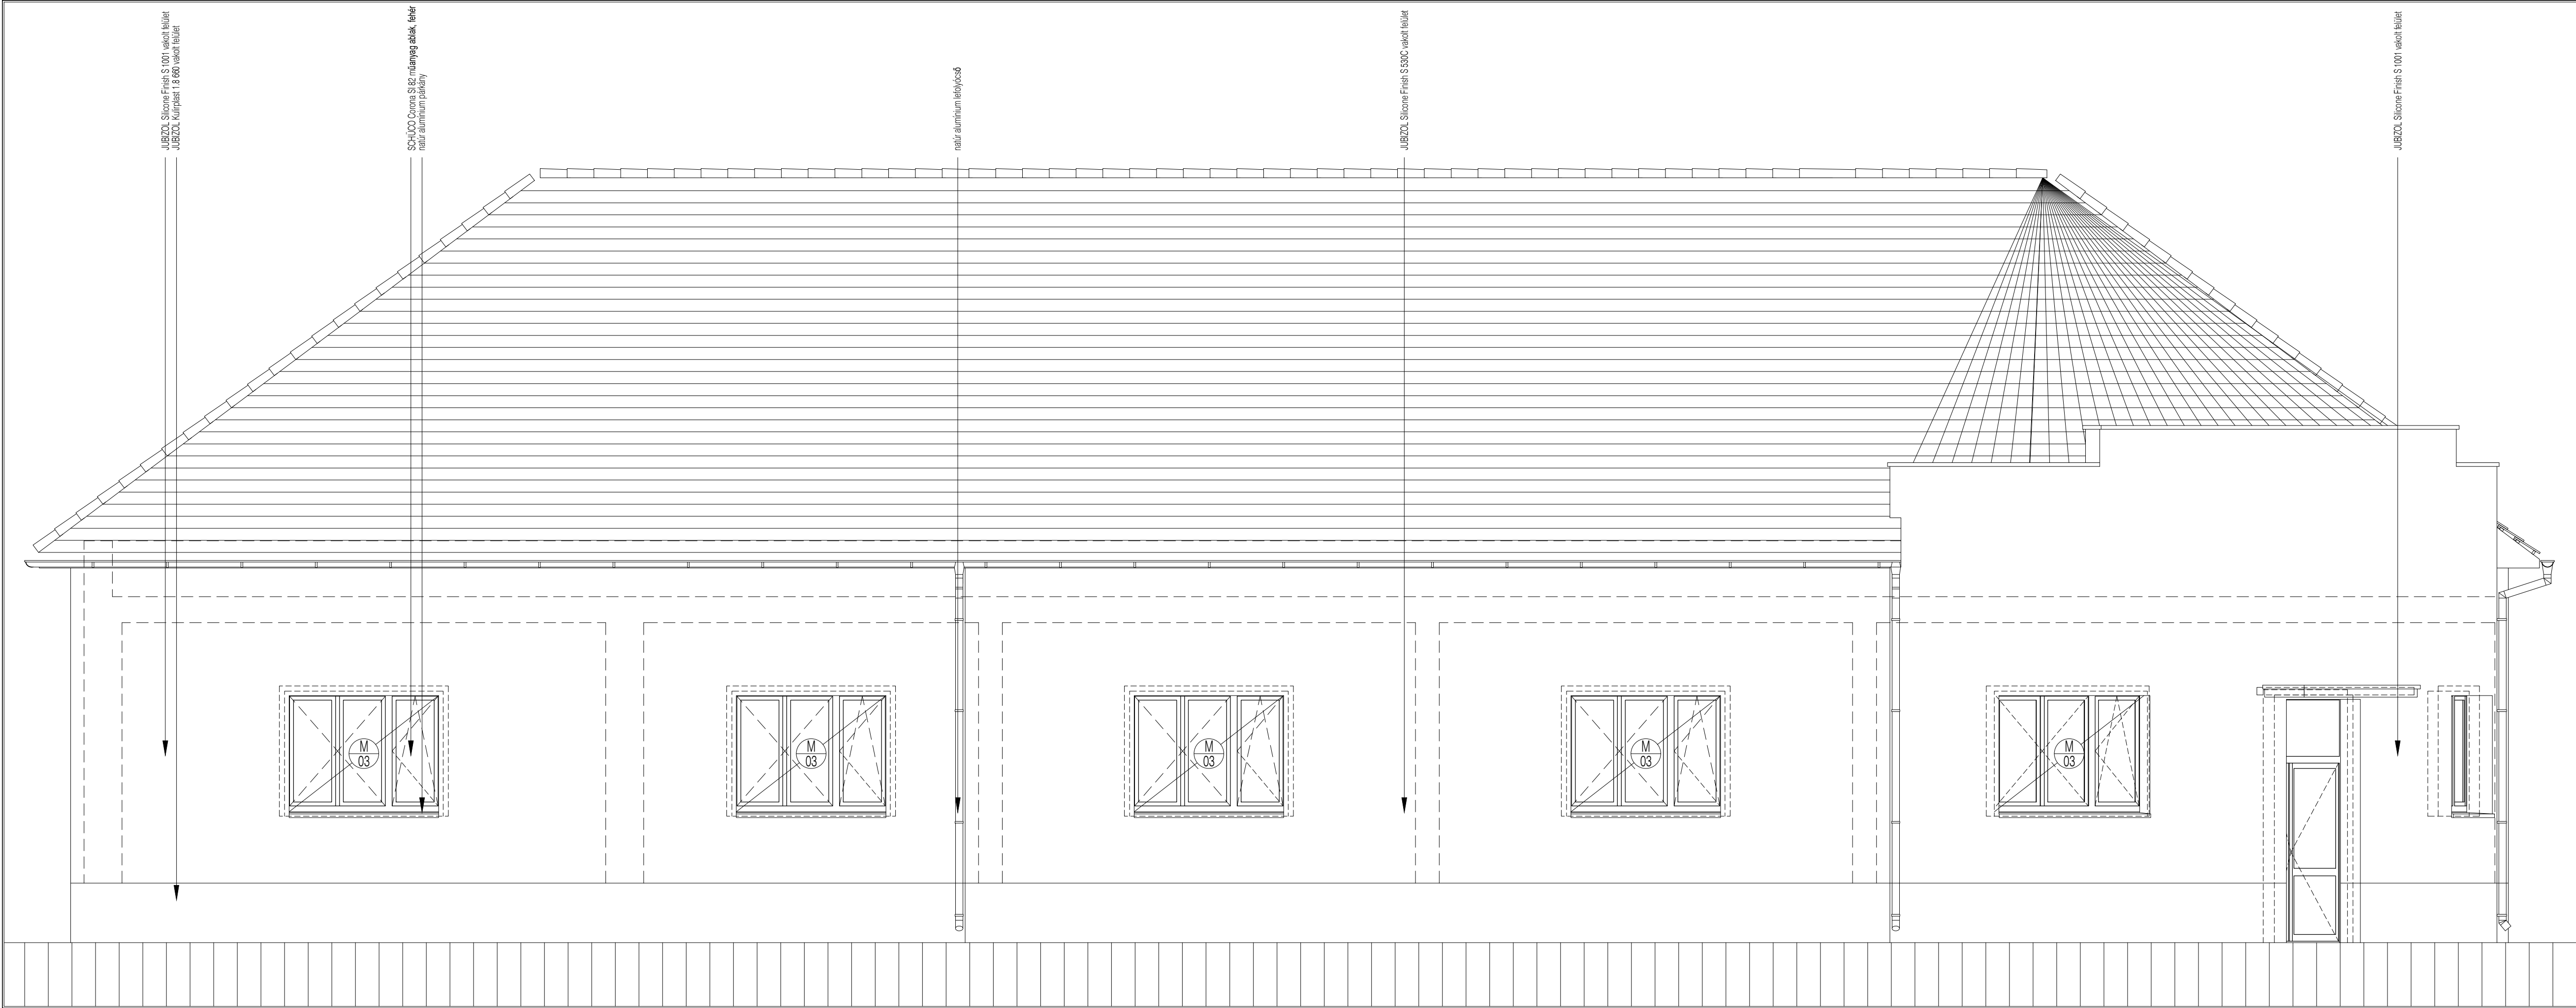 JUBIZOL Silicone Finish S 1001 vakolt felület
JUBIZOL Kulirplast 1.8 660 vakolt felület
SCHÜCO Corona SI 82 műanyag ablak, fehér
natúr alumínium párkány
natúr alumínium lefolyócső
JUBIZOL Silicone Finish S 530C vakolt felület
JUBIZOL Silicone Finish S 1001 vakolt felület
M
03
M
03
M
03
M
03
M
03